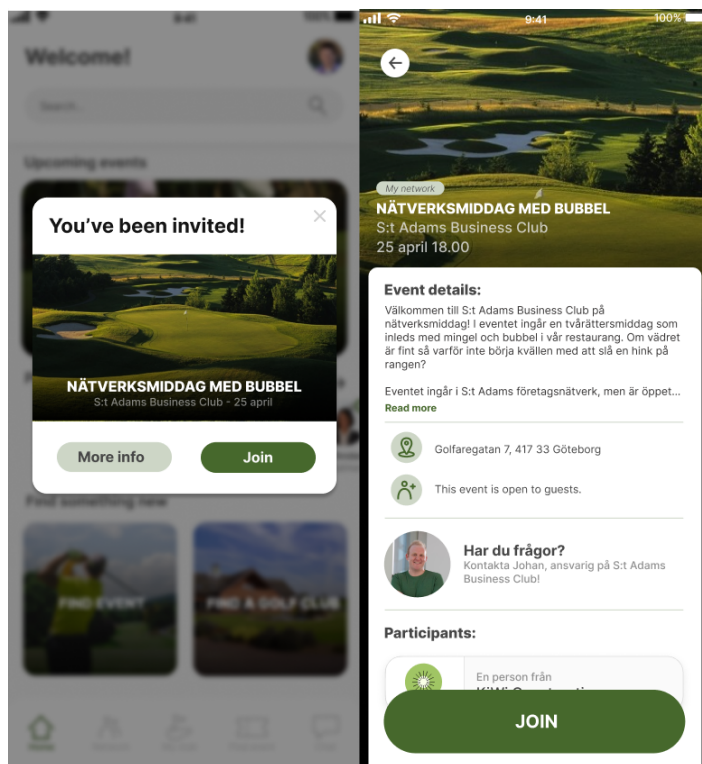 9:41
100%
Welcome!
Search...
Upcoming events
You've been invited!
NÄTVERKSMIDDAG MED BUBBEL
S:t Adams Business Club - 25 april
More info
Join
Find something new
FIND EVENT
FIND A GOLF CLUB
Home
9:41
100%
My network
NÄTVERKSMIDDAG MED BUBBEL
S:t Adams Business Club
25 april 18.00
Event details:
Välkommen till S:t Adams Business Club på
nätverksmiddag! I eventet ingår en tvårättersmiddag som
inleds med mingel och bubbel i vår restaurang. Om vädret
är fint så varför inte börja kvällen med att slå en hink på
rangen?
Eventet ingår i S:t Adams företagsnätverk, men är öppet...
Read more
Golfaregatan 7, 417 33 Göteborg
This event is open to guests.
Har du frågor?
Kontakta Johan, ansvarig på S:t Adams
Business Club!
Participants:
En person från
JOIN